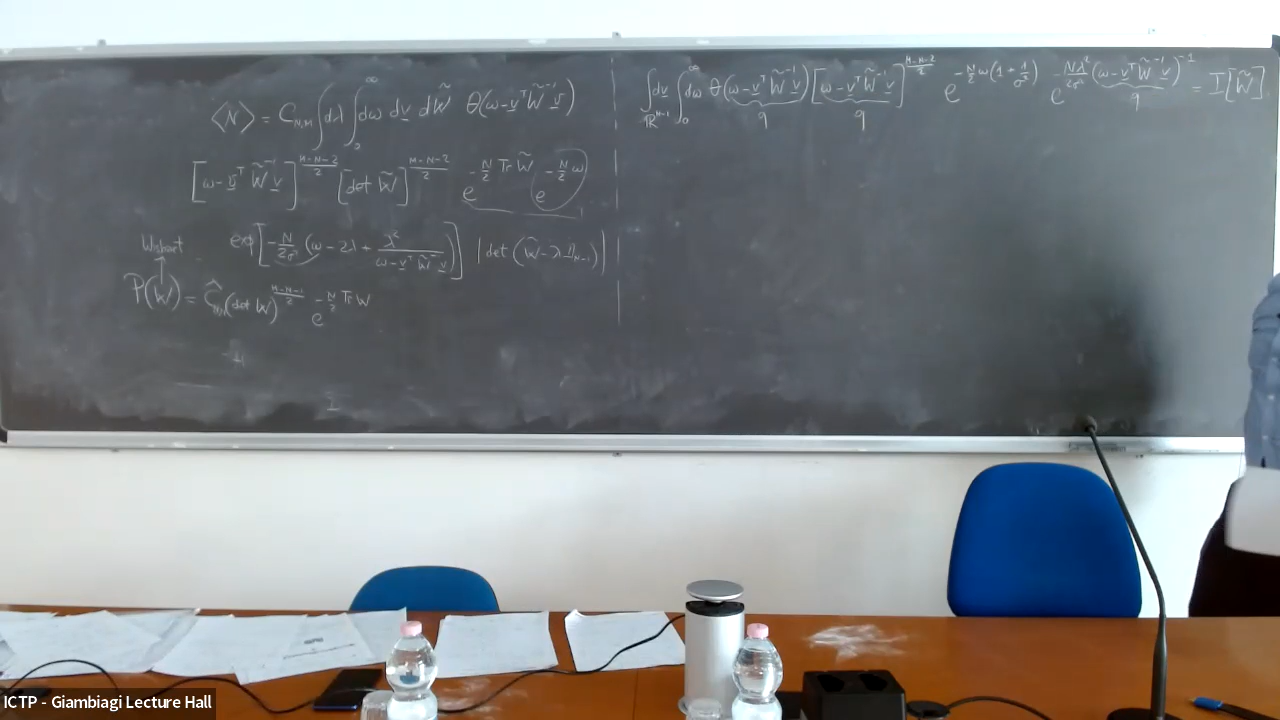 ⟨N⟩ = C_{N,M} ∫dλ ∫_0^∞ dω dv dW̃ θ(ω-v^T W̃^{-1} v)
[ω-v^T W̃^{-1} v]^{(M-N-2)/2} [det W̃]^{(M-N-2)/2} e^{-N/2 Tr W̃} e^{-N/2 ω}
exp[-N/2σ² (ω - 2λ + λ²/(ω-v^T W̃^{-1} v))] |det(W̃-λ1_{N-1})|
Wishart
P(W) = Ĉ_{N,M} (det W)^{(M-N-1)/2} e^{-N/2 Tr W}
∫_{ℝ^{N-1}} dv ∫_0^∞ dω θ(ω-v^T W̃^{-1} v) [ω-v^T W̃^{-1} v]^{(M-N-2)/2} e^{-N/2 ω(1+1/σ²)} e^{-Nλ²/2σ² (ω-v^T W̃^{-1} v)^{-1}} = I[W̃]
q q q
ICTP - Giambiagi Lecture Hall